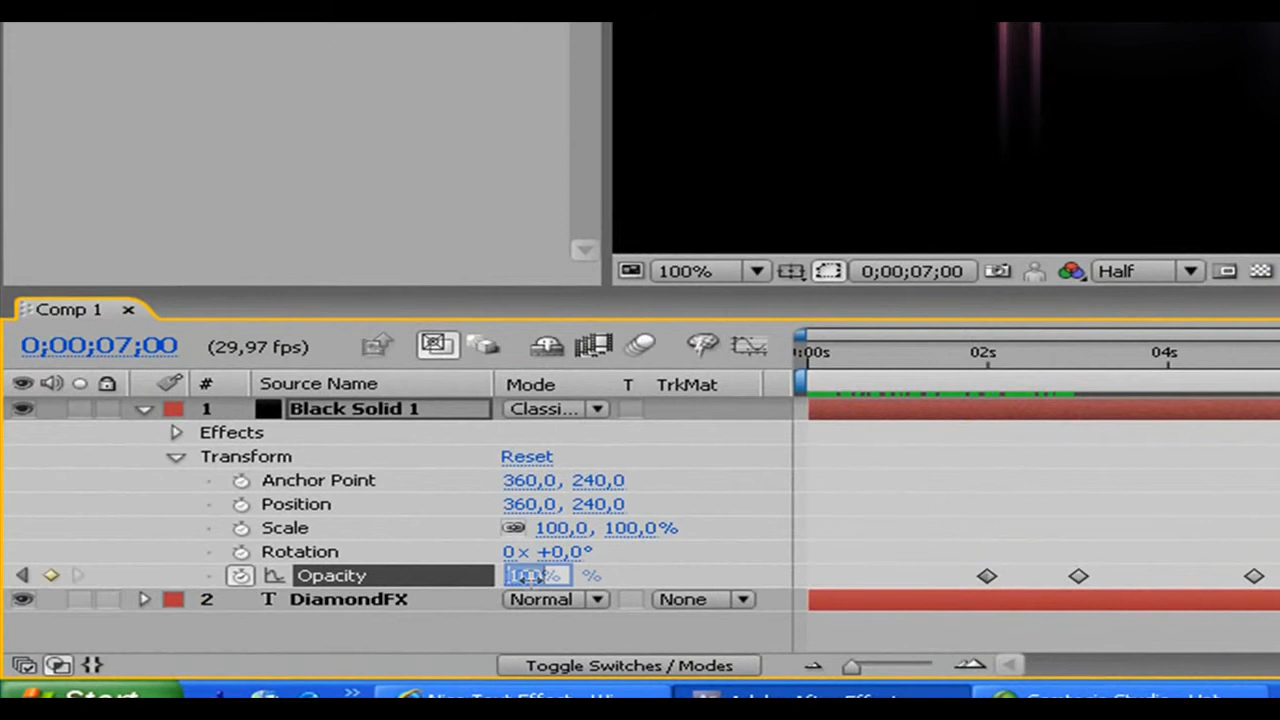 100%
0;00;07;00
Half
Comp 1 ×
0;00;07;00
(29,97 fps)
:00s
02s
04s
#
Source Name
Mode
T
TrkMat
1
Black Solid 1
Classi...
Effects
Transform
Reset
Anchor Point
360,0, 240,0
Position
360,0, 240,0
Scale
100,0, 100,0%
Rotation
0x +0,0°
Opacity
100% %
2
T DiamondFX
Normal
None
Toggle Switches / Modes
Start